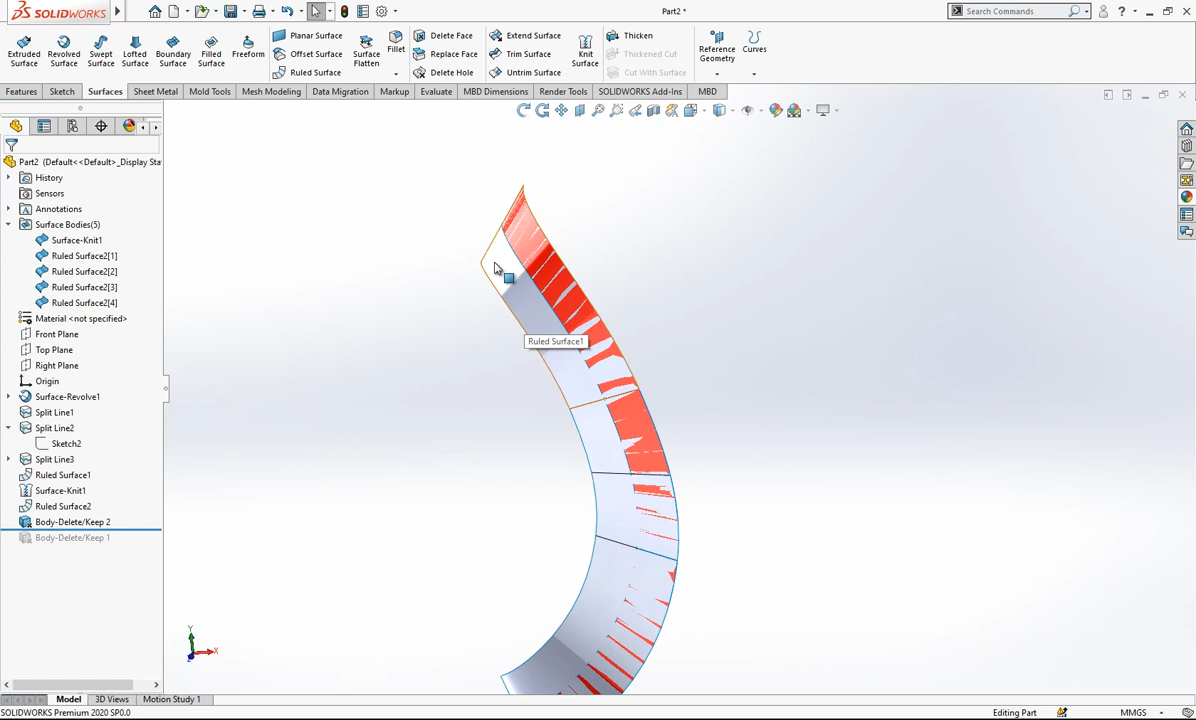 SOLIDWORKS
Part2 *
Search Commands
Extruded Surface
Revolved Surface
Swept Surface
Lofted Surface
Boundary Surface
Filled Surface
Freeform
Planar Surface
Offset Surface
Ruled Surface
Surface Flatten
Fillet
Delete Face
Replace Face
Delete Hole
Extend Surface
Trim Surface
Untrim Surface
Knit Surface
Thicken
Thickened Cut
Cut With Surface
Reference Geometry
Curves
Features
Sketch
Surfaces
Sheet Metal
Mold Tools
Mesh Modeling
Data Migration
Markup
Evaluate
MBD Dimensions
Render Tools
SOLIDWORKS Add-Ins
MBD
Part2 (Default<<Default>_Display Sta
History
Sensors
Annotations
Surface Bodies(5)
Surface-Knit1
Ruled Surface2[1]
Ruled Surface2[2]
Ruled Surface2[3]
Ruled Surface2[4]
Material <not specified>
Front Plane
Top Plane
Right Plane
Origin
Surface-Revolve1
Split Line1
Split Line2
Sketch2
Split Line3
Ruled Surface1
Surface-Knit1
Ruled Surface2
Body-Delete/Keep 2
Body-Delete/Keep 1
Ruled Surface1
Y
X
Z
Model
3D Views
Motion Study 1
SOLIDWORKS Premium 2020 SP0.0
Editing Part
MMGS